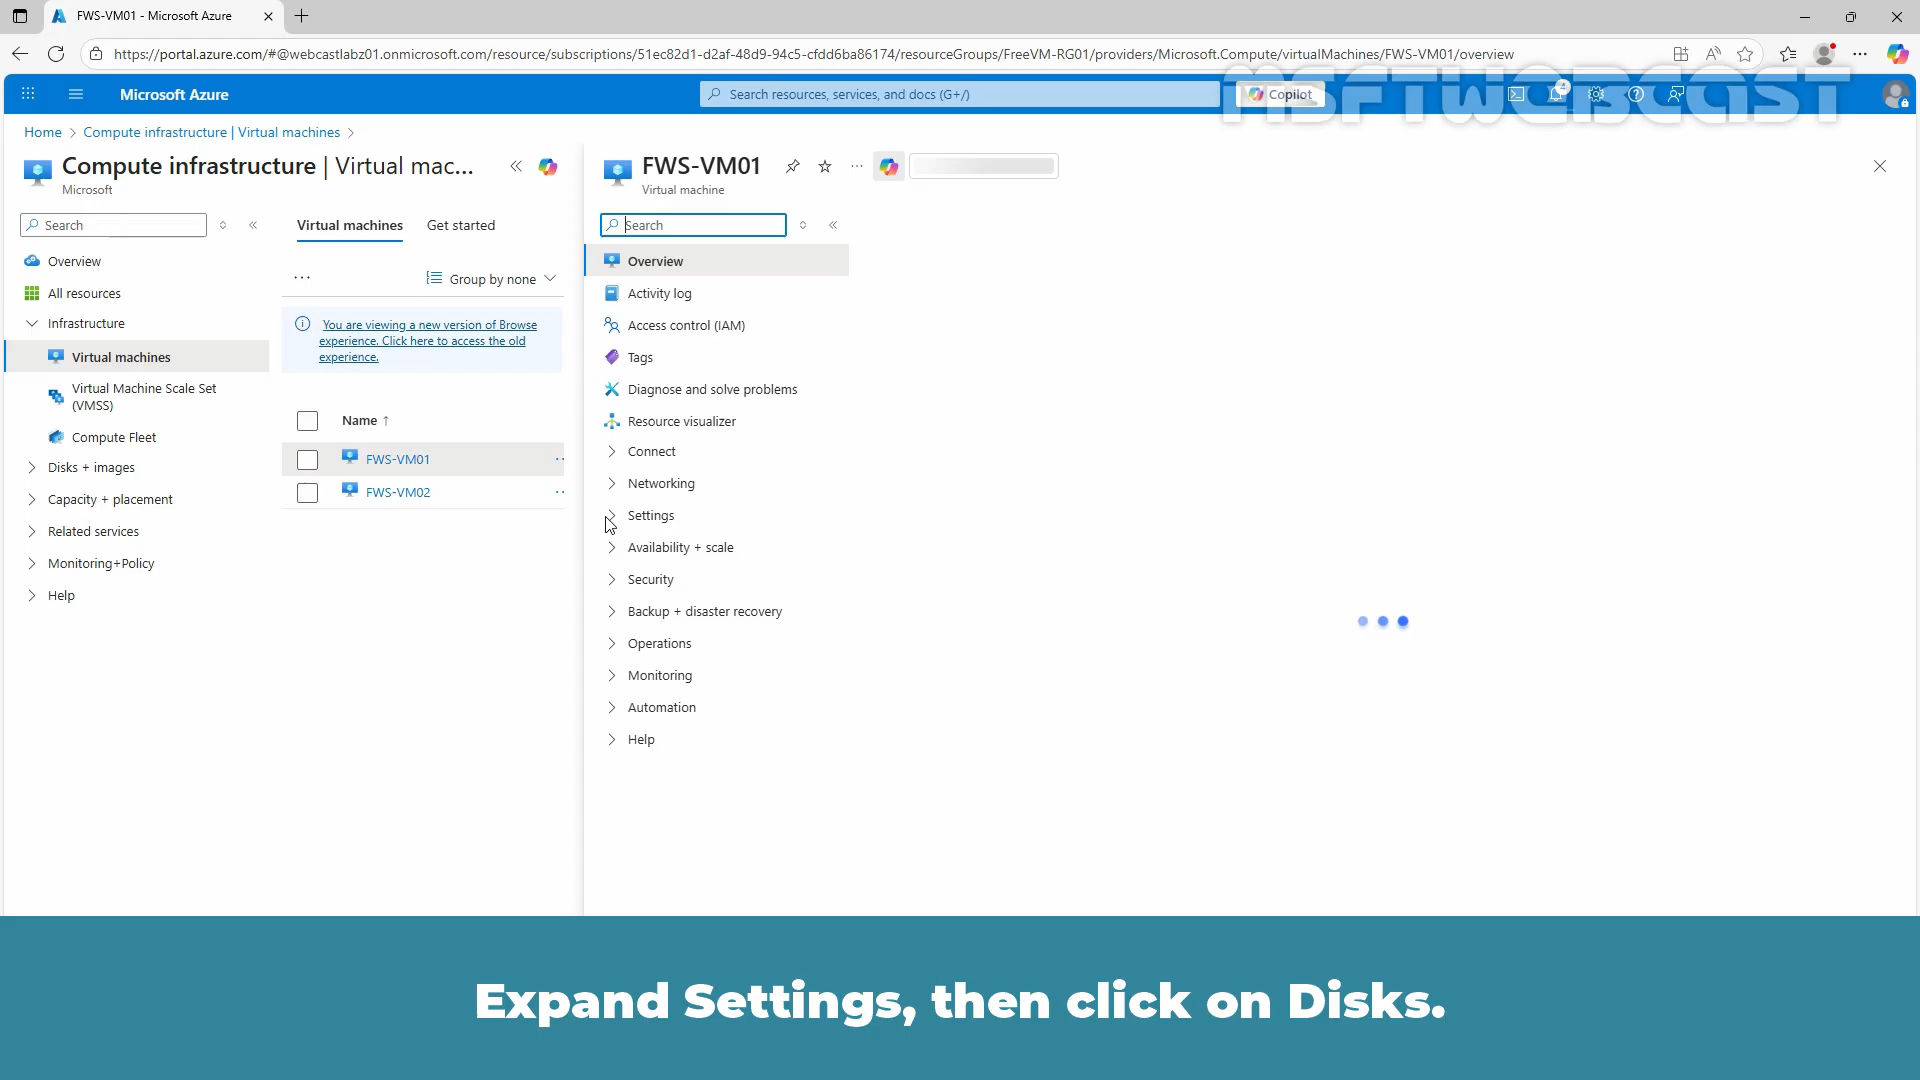 FWS-VM01 - Microsoft Azure
https://portal.azure.com/#@webcastlabz01.onmicrosoft.com/resource/subscriptions/51ec82d1-d2af-48d9-94c5-cfdd6ba86174/resourceGroups/FreeVM-RG01/providers/Microsoft.Compute/virtualMachines/FWS-VM01/overview
MSFTWEBCAST
Microsoft Azure
Search resources, services, and docs (G+/)
Copilot
4
Home
Compute infrastructure | Virtual machines
Compute infrastructure | Virtual mac...
Microsoft
Search
Overview
All resources
Infrastructure
Virtual machines
Virtual Machine Scale Set
(VMSS)
Compute Fleet
Disks + images
Capacity + placement
Related services
Monitoring+Policy
Help
Virtual machines
Get started
Group by none
You are viewing a new version of Browse
experience. Click here to access the old
experience.
Name ↑
FWS-VM01
FWS-VM02
FWS-VM01
Virtual machine
Search
Overview
Activity log
Access control (IAM)
Tags
Diagnose and solve problems
Resource visualizer
Connect
Networking
Settings
Availability + scale
Security
Backup + disaster recovery
Operations
Monitoring
Automation
Help
Expand Settings, then click on Disks.